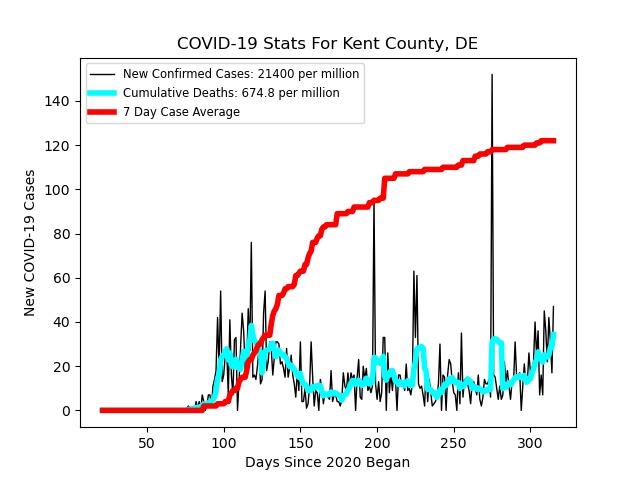 COVID-19 Stats For Kent County, DE
New Confirmed Cases: 21400 per million
Cumulative Deaths: 674.8 per million
7 Day Case Average
New COVID-19 Cases
140
120
100
80
60
40
20
0
50 100 150 200 250 300
Days Since 2020 Began